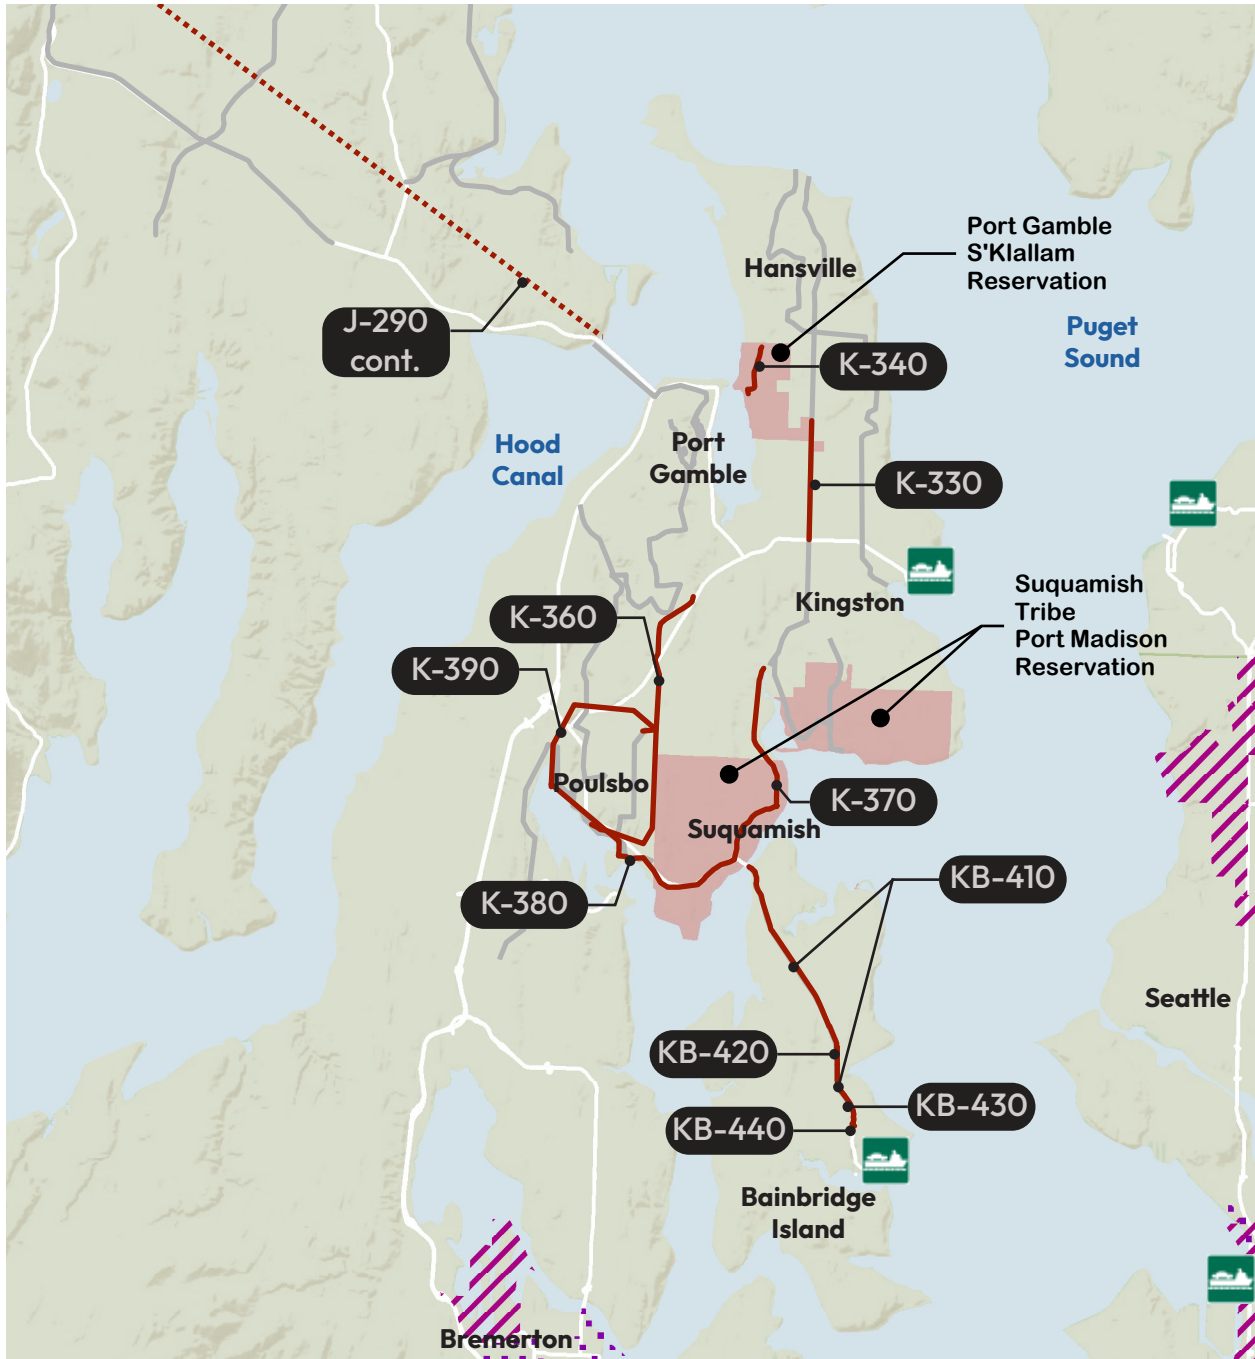 Port Gamble
S'Klallam
Reservation
Hansville
J-290
cont.
Puget
Sound
K-340
Hood
Canal
Port
Gamble
K-330
Suquamish
Tribe
Port Madison
Reservation
Kingston
K-360
K-390
Poulsbo
K-370
Suquamish
KB-410
K-380
Seattle
KB-420
KB-430
KB-440
Bainbridge
Island
Bremerton